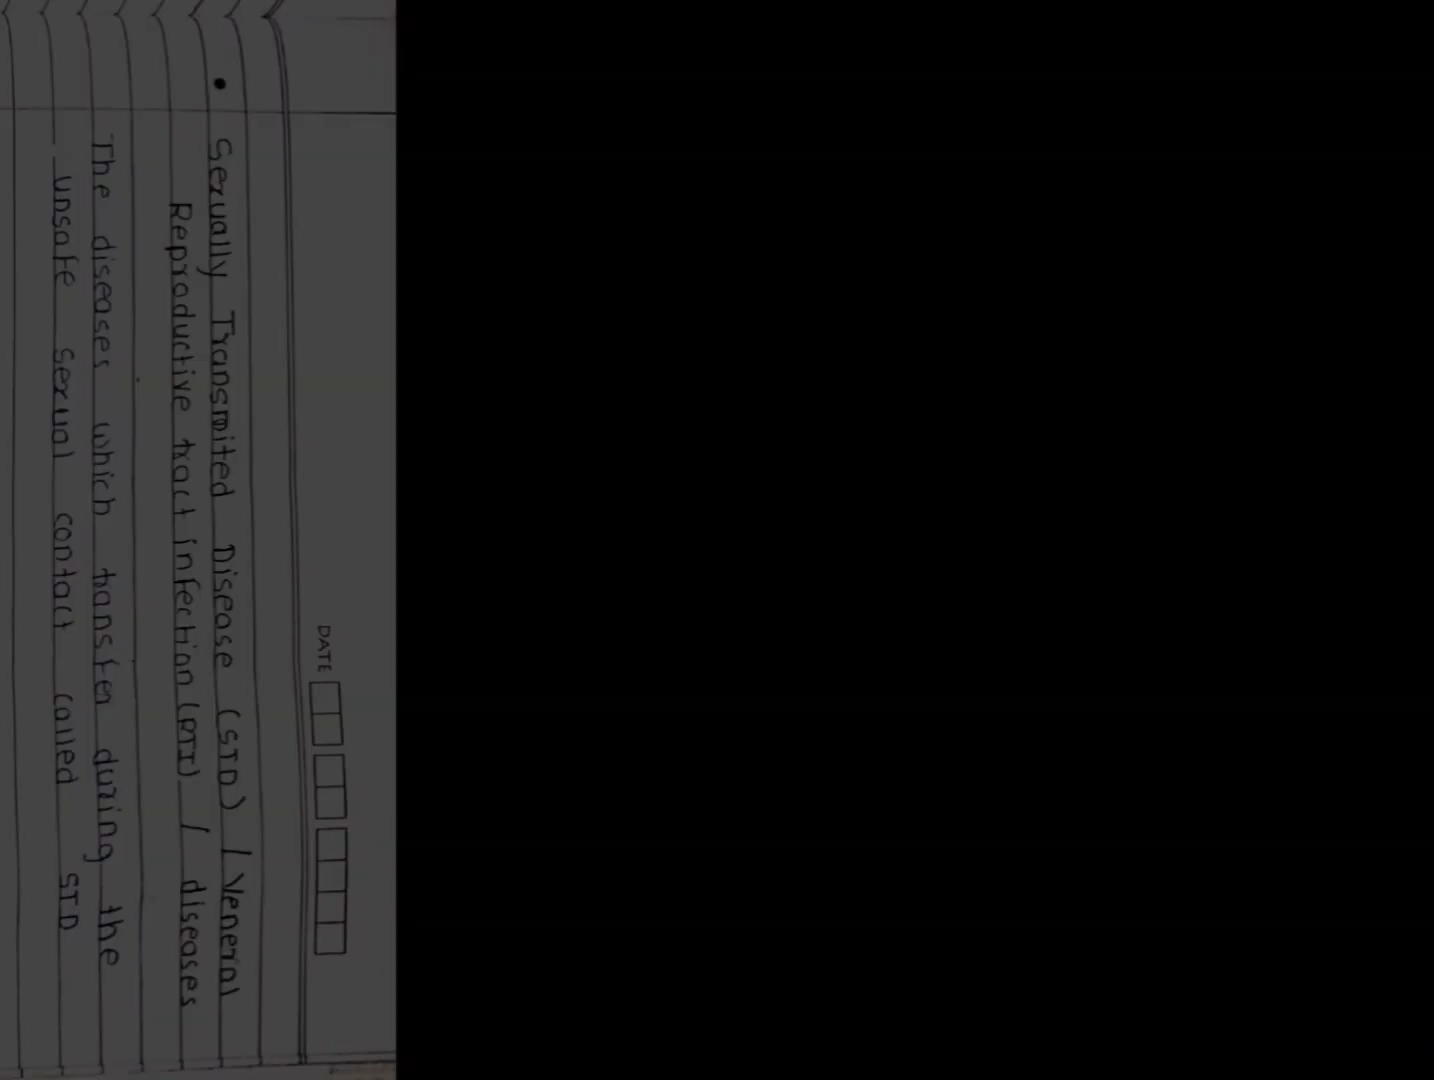 DATE
• Sexually Transmited Disease (STD) / Venerial
Reproductive tract infection (RTI) / diseases
The diseases which transfer during the
unsafe sexual contact called STD